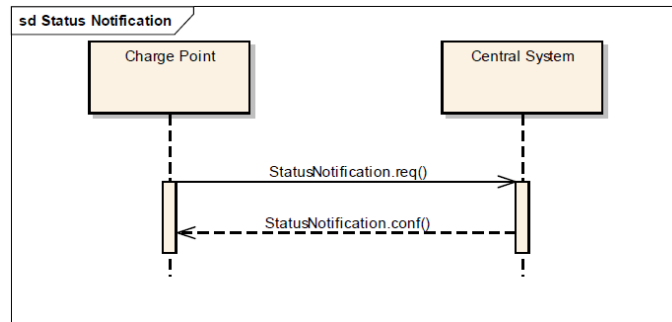 sd Status Notification
Charge Point
Central System
StatusNotification.req()
StatusNotification.conf()